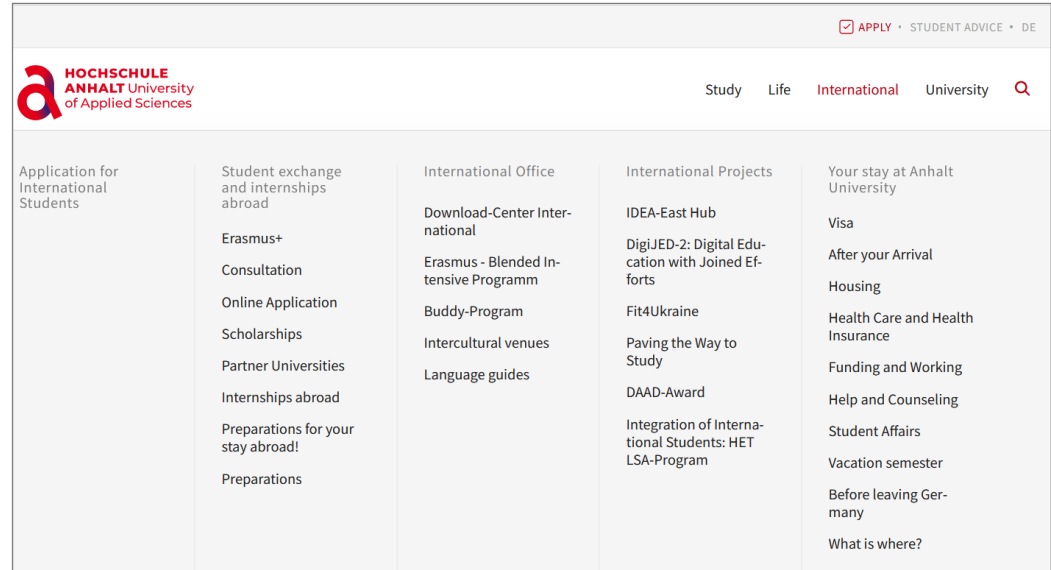 APPLY • STUDENT ADVICE • DE
HOCHSCHULE
ANHALT University
of Applied Sciences
Study Life International University
Application for
International
Students
Student exchange
and internships
abroad
Erasmus+
Consultation
Online Application
Scholarships
Partner Universities
Internships abroad
Preparations for your
stay abroad!
Preparations
International Office
Download-Center Inter-
national
Erasmus - Blended In-
tensive Programm
Buddy-Program
Intercultural venues
Language guides
International Projects
IDEA-East Hub
DigiJED-2: Digital Edu-
cation with Joined Ef-
forts
Fit4Ukraine
Paving the Way to
Study
DAAD-Award
Integration of Interna-
tional Students: HET
LSA-Program
Your stay at Anhalt
University
Visa
After your Arrival
Housing
Health Care and Health
Insurance
Funding and Working
Help and Counseling
Student Affairs
Vacation semester
Before leaving Ger-
many
What is where?